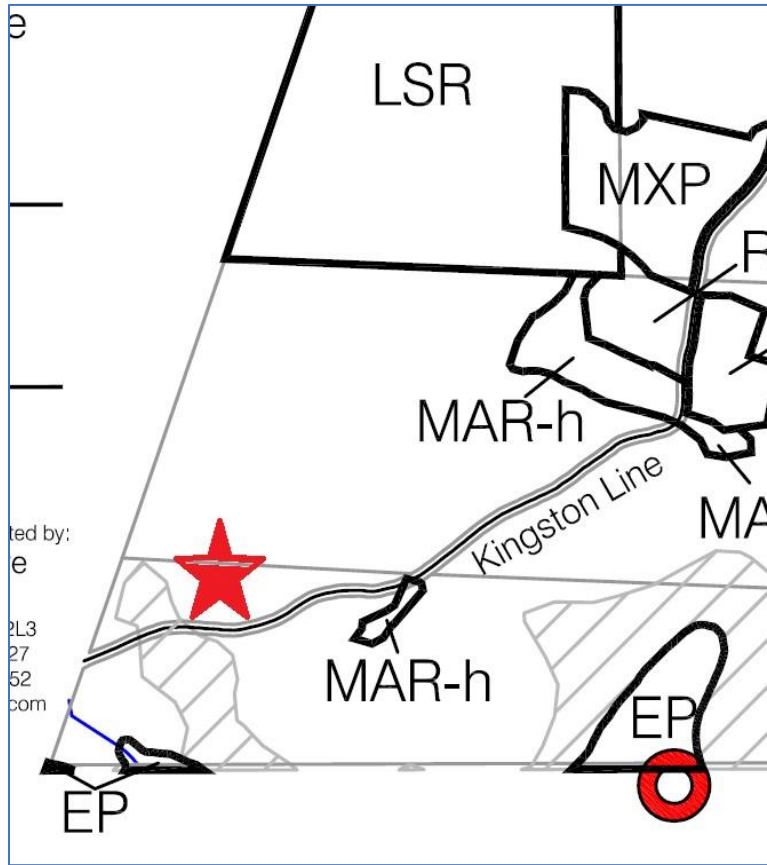 e
LSR
MXP
R
MAR-h
Kingston Line
MA
ted by:
e
2L3
27
52
com
MAR-h
EP
EP